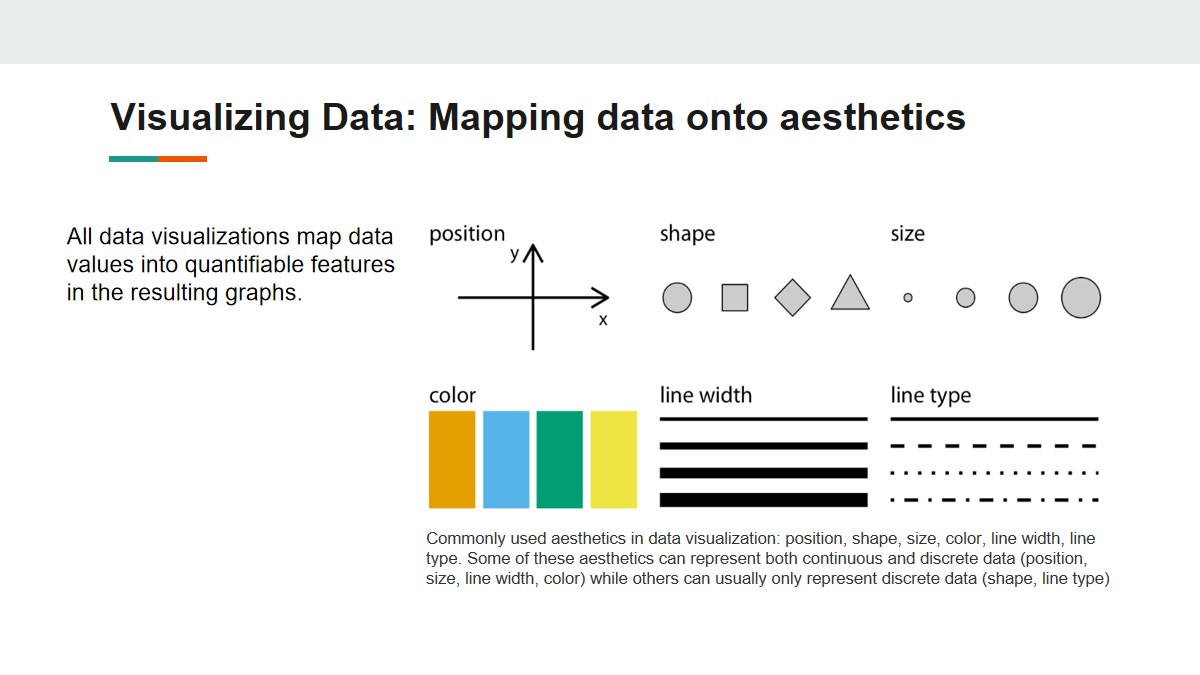 Visualizing Data: Mapping data onto aesthetics
All data visualizations map data
values into quantifiable features
in the resulting graphs.
position
y
x
shape
size
color
line width
line type
Commonly used aesthetics in data visualization: position, shape, size, color, line width, line
type. Some of these aesthetics can represent both continuous and discrete data (position,
size, line width, color) while others can usually only represent discrete data (shape, line type)